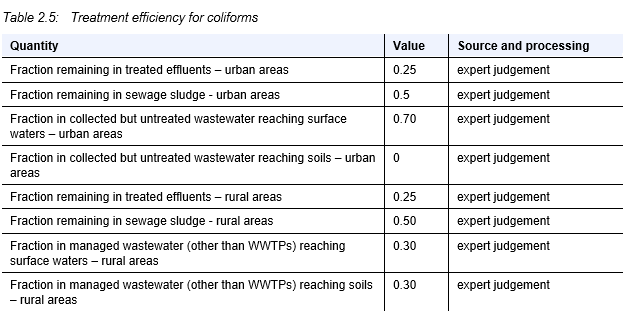 Table 2.5: Treatment efficiency for coliforms
Quantity Value Source and processing
Fraction remaining in treated effluents – urban areas 0.25 expert judgement
Fraction remaining in sewage sludge - urban areas 0.5 expert judgement
Fraction in collected but untreated wastewater reaching surface 0.70 expert judgement
waters – urban areas
Fraction in collected but untreated wastewater reaching soils – urban 0 expert judgement
areas
Fraction remaining in treated effluents – rural areas 0.25 expert judgement
Fraction remaining in sewage sludge - rural areas 0.50 expert judgement
Fraction in managed wastewater (other than WWTPs) reaching 0.30 expert judgement
surface waters – rural areas
Fraction in managed wastewater (other than WWTPs) reaching soils 0.30 expert judgement
– rural areas